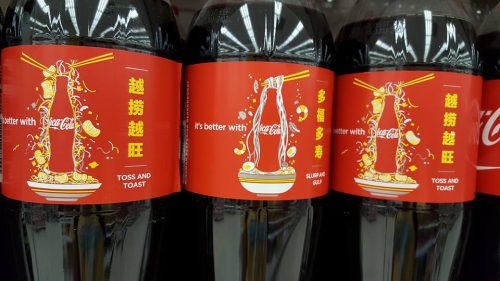 better with
Coca-Cola
越捞越旺
TOSS AND
TOAST
it's better with
Coca-Cola
多福多寿
SLURP AND
GULP
better with
Coca-Cola
越捞越旺
TOSS AND
TOAST